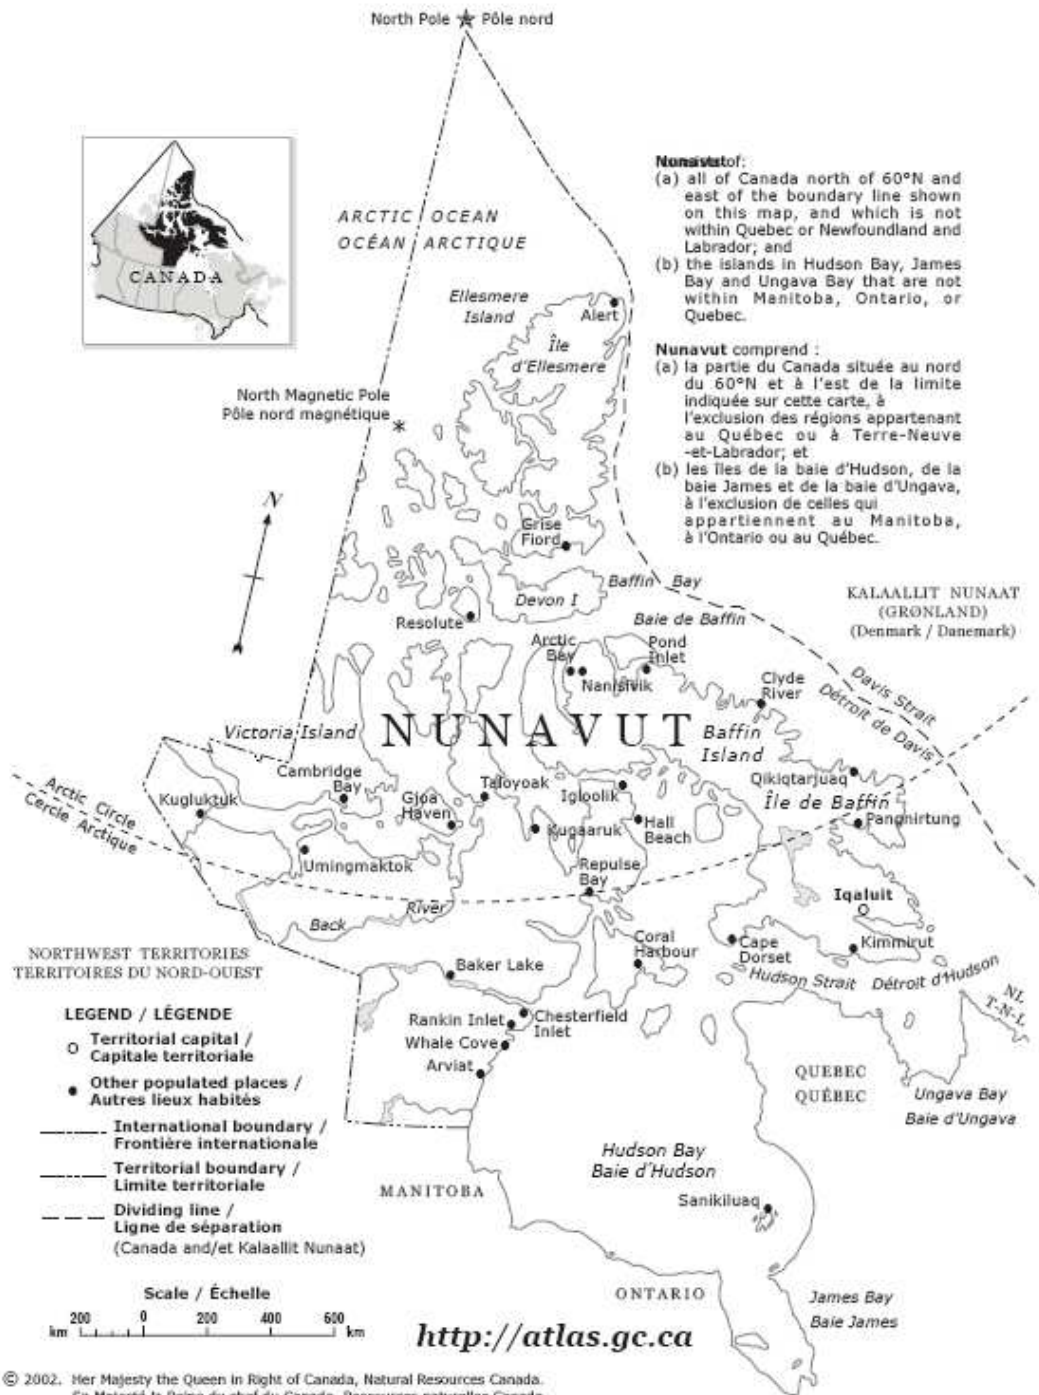 North Pole Pôle nord
CANADA
ARCTIC OCEAN
OCÉAN ARCTIQUE
Nunavut
of:
(a) all of Canada north of 60°N and
east of the boundary line shown
on this map, and which is not
within Quebec or Newfoundland and
Labrador; and
(b) the islands in Hudson Bay, James
Bay and Ungava Bay that are not
within Manitoba, Ontario, or
Quebec.
Nunavut comprend :
(a) la partie du Canada située au nord
du 60°N et à l'est de la limite
indiquée sur cette carte, à
l'exclusion des régions appartenant
au Québec ou à Terre-Neuve
-et-Labrador; et
(b) les îles de la baie d'Hudson, de la
baie James et de la baie d'Ungava,
à l'exclusion de celles qui
appartiennent au Manitoba,
à l'Ontario ou au Québec.
Ellesmere
Island
Alert
Île
d'Ellesmere
North Magnetic Pole
Pôle nord magnétique
N
Grise
Fiord
Devon I
Baffin Bay
Baie de Baffin
KALAALLIT NUNAAT
(GRØNLAND)
(Denmark / Danemark)
Resolute
Arctic
Bay
Nanisivik
Pond
Inlet
Clyde
River
Davis Strait
Détroit de Davis
Victoria Island
NUNAVUT
Baffin
Island
Cambridge
Bay
Taloyoak
Igloolik
Qikiqtarjuaq
Île de Baffin
Arctic Circle
Cercle Arctique
Kugluktuk
Gjoa
Haven
Kugaaruk
Hall
Beach
Pangnirtung
Umingmaktok
Repulse
Bay
Iqaluit
Back River
Coral
Harbour
Cape
Dorset
Kimmirut
NORTHWEST TERRITORIES
TERRITOIRES DU NORD-OUEST
Baker Lake
Hudson Strait Détroit d'Hudson
NL
T-N-L
LEGEND / LÉGENDE
Territorial capital /
Capitale territoriale
Other populated places /
Autres lieux habités
International boundary /
Frontière internationale
Territorial boundary /
Limite territoriale
Dividing line /
Ligne de séparation
(Canada and/et Kalaallit Nunaat)
Rankin Inlet
Chesterfield
Inlet
Whale Cove
Arviat
QUEBEC
QUÉBEC
Ungava Bay
Baie d'Ungava
Hudson Bay
Baie d'Hudson
MANITOBA
Sanikiluaq
ONTARIO
James Bay
Baie James
Scale / Échelle
200 0 200 400 600
km km
http://atlas.gc.ca
© 2002. Her Majesty the Queen in Right of Canada, Natural Resources Canada.
Sa Majesté la Reine du chef du Canada, Ressources naturelles Canada.